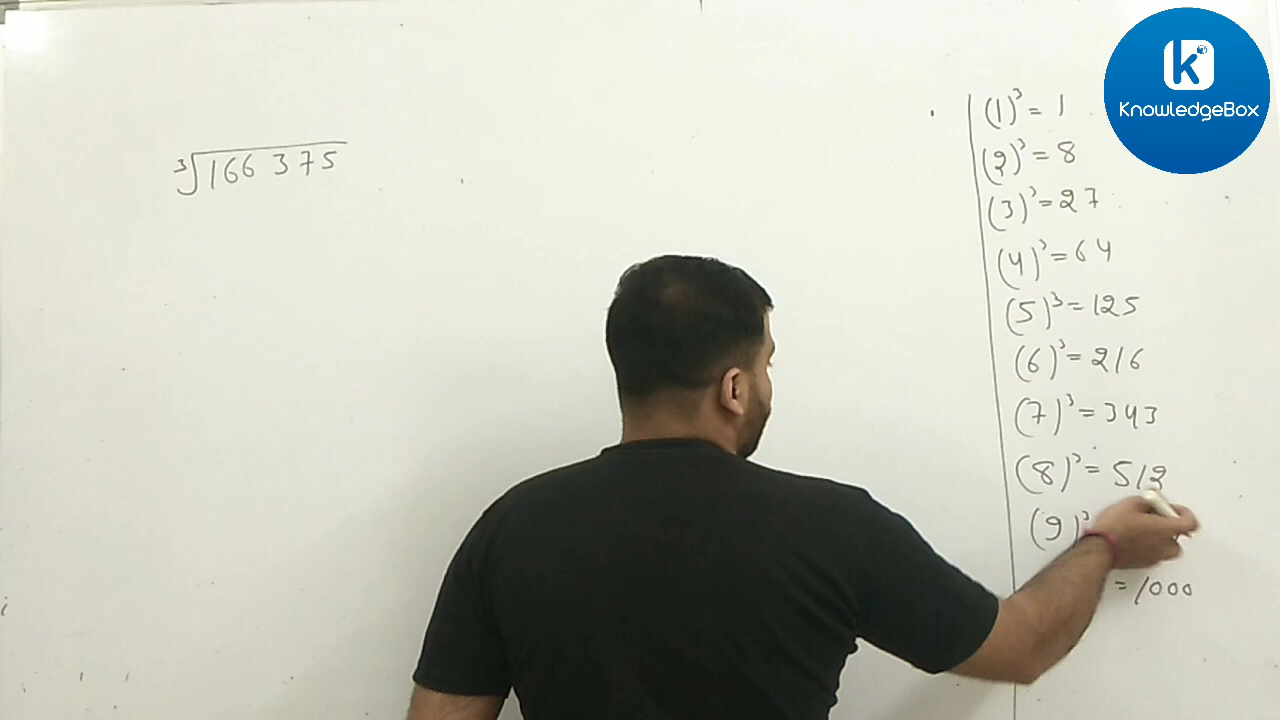 ∛166 375
(1)³ = 1
(2)³ = 8
(3)³ = 27
(4)³ = 64
(5)³ = 125
(6)³ = 216
(7)³ = 343
(8)³ = 512
(9)³
= 1000
K
KnowledgeBox